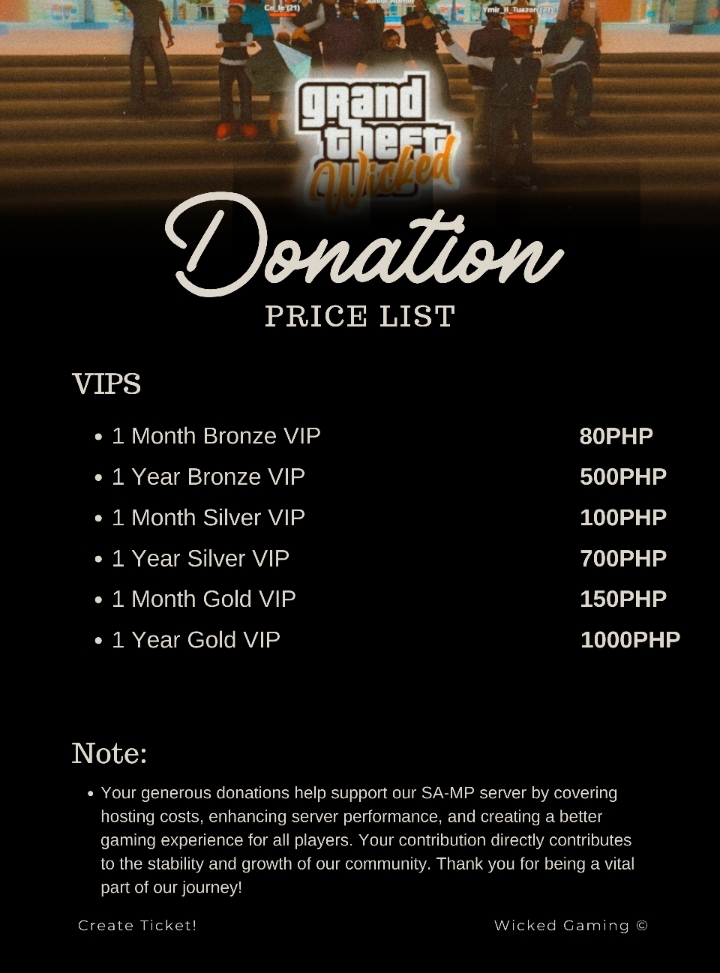 Co_le (21)
Ymir_B_Tuazon (27)
grand
theft
Wicked
Donation
PRICE LIST
VIPS
• 1 Month Bronze VIP 80PHP
• 1 Year Bronze VIP 500PHP
• 1 Month Silver VIP 100PHP
• 1 Year Silver VIP 700PHP
• 1 Month Gold VIP 150PHP
• 1 Year Gold VIP 1000PHP
Note:
• Your generous donations help support our SA-MP server by covering
hosting costs, enhancing server performance, and creating a better
gaming experience for all players. Your contribution directly contributes
to the stability and growth of our community. Thank you for being a vital
part of our journey!
Create Ticket! Wicked Gaming ©